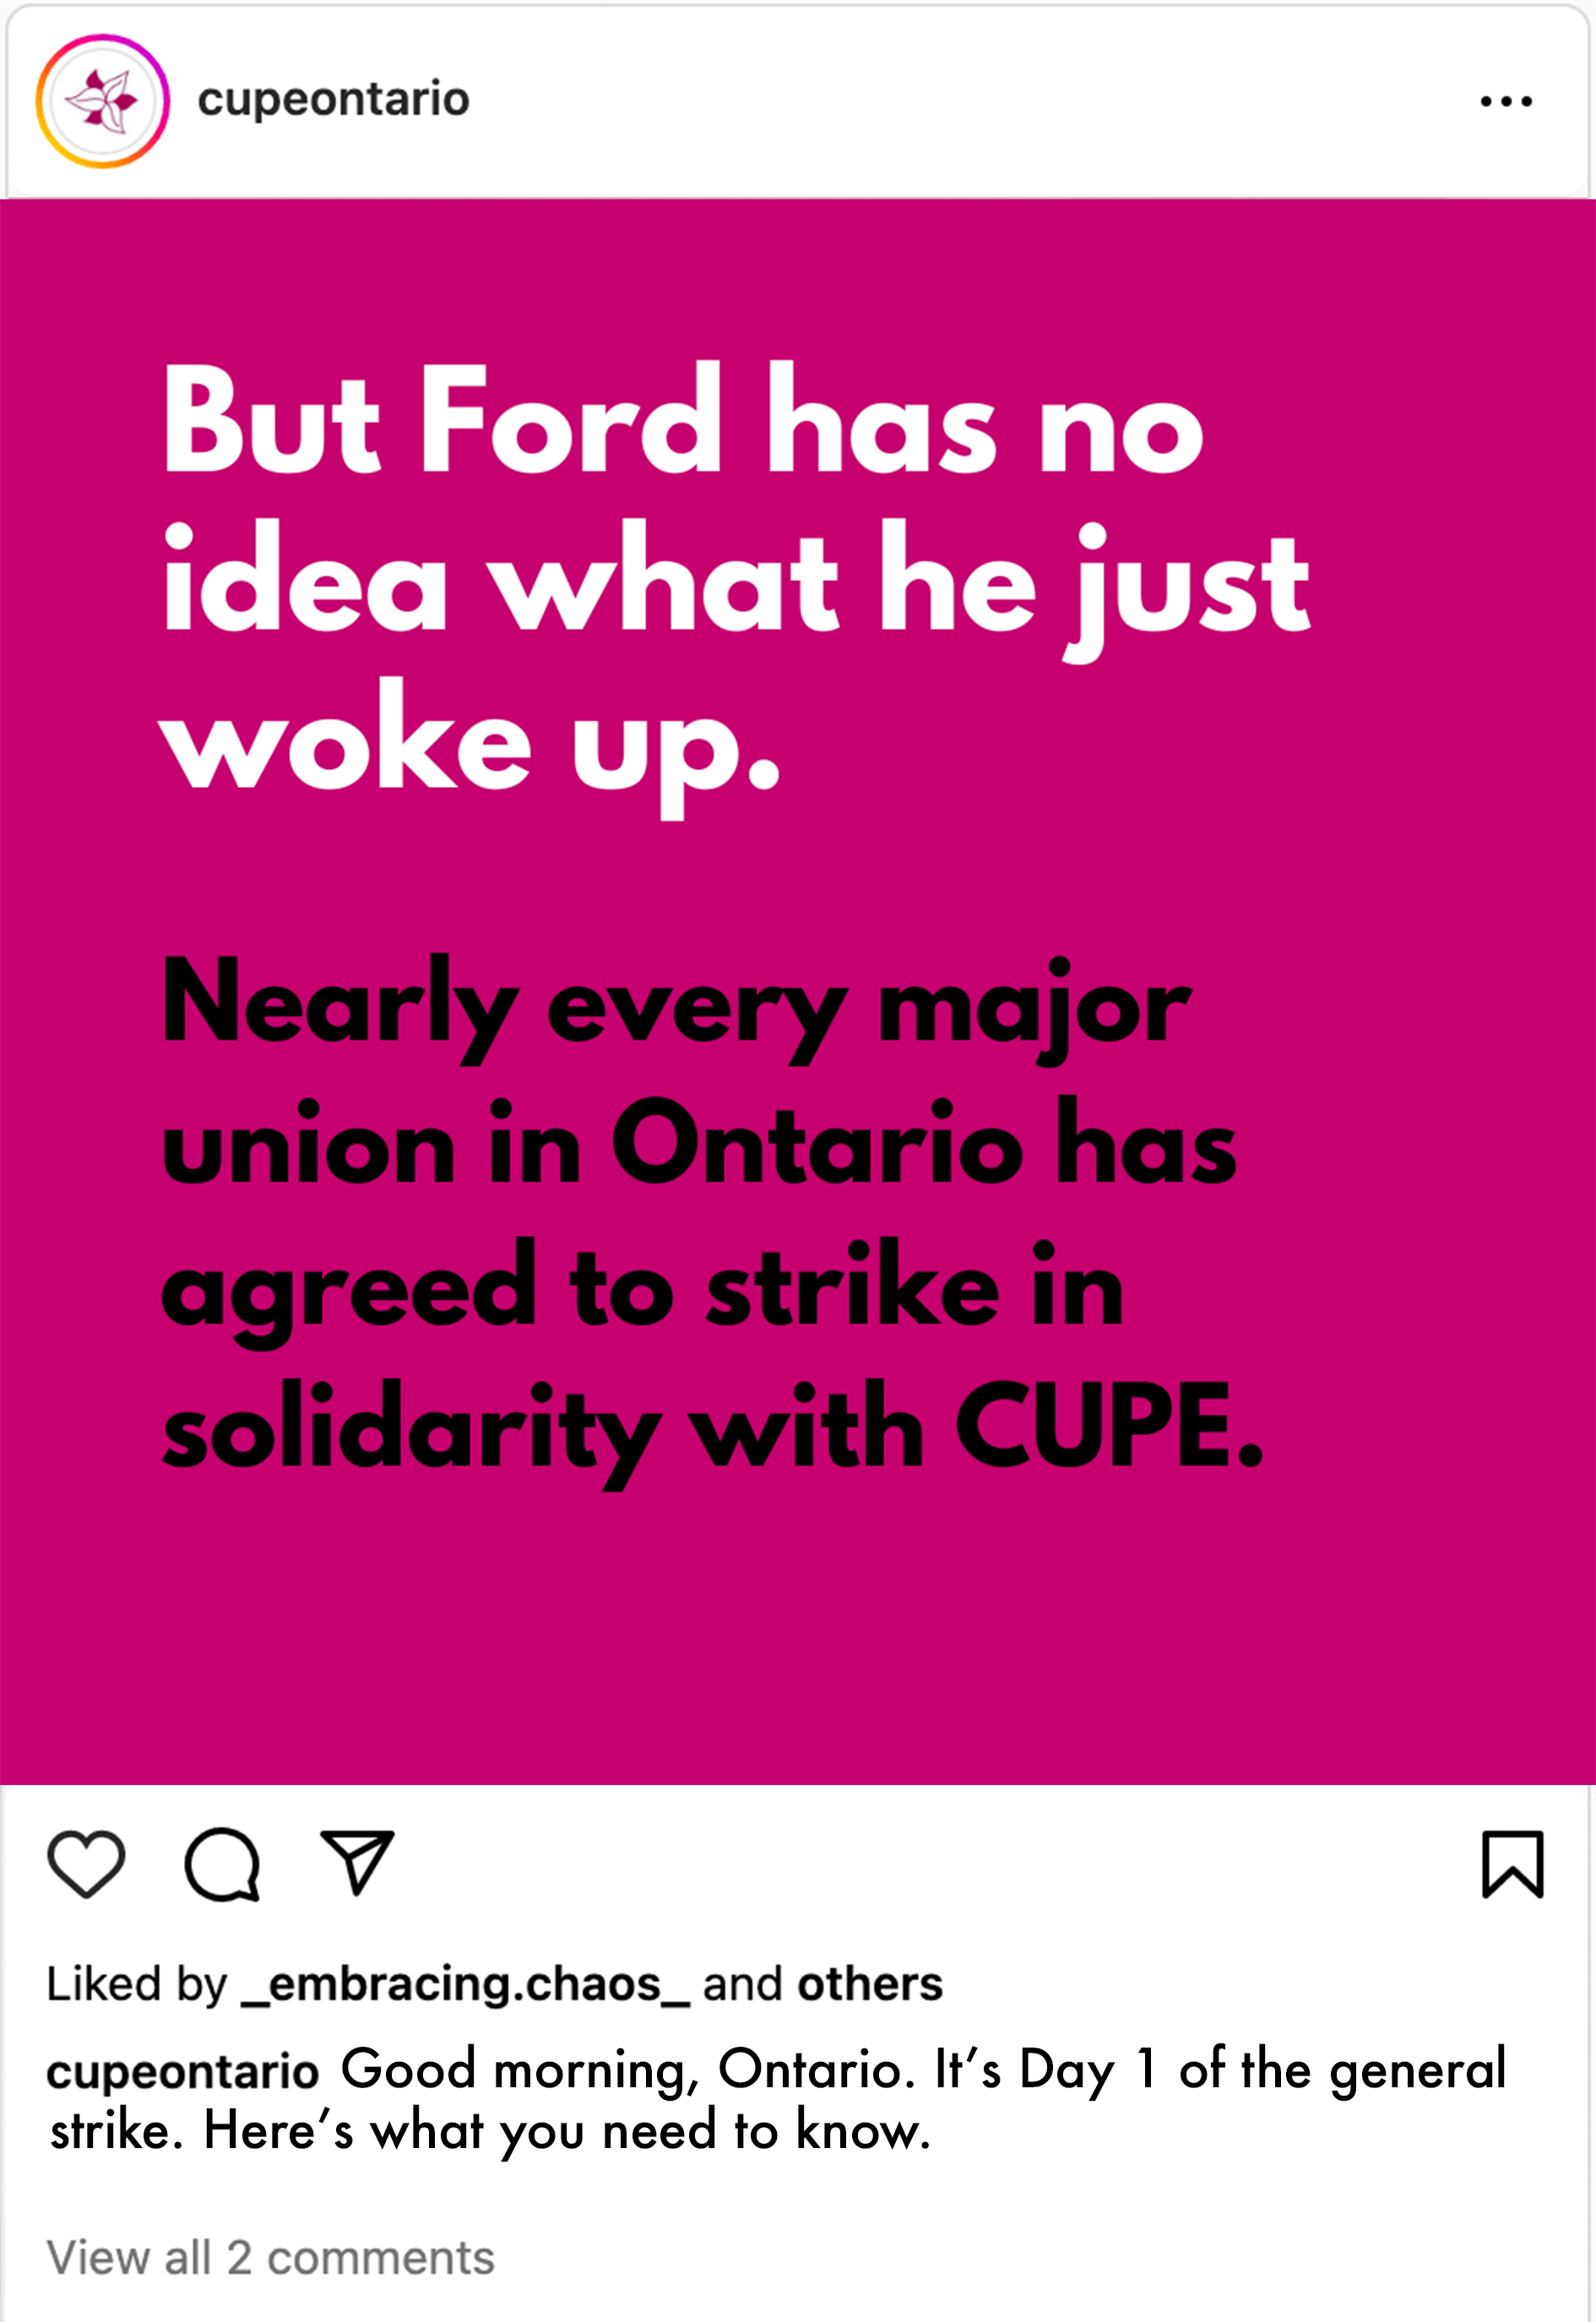 cupeontario
But Ford has no
idea what he just
woke up.
Nearly every major
union in Ontario has
agreed to strike in
solidarity with CUPE.
Liked by _embracing.chaos_ and others
cupeontario Good morning, Ontario. It’s Day 1 of the general
strike. Here’s what you need to know.
View all 2 comments